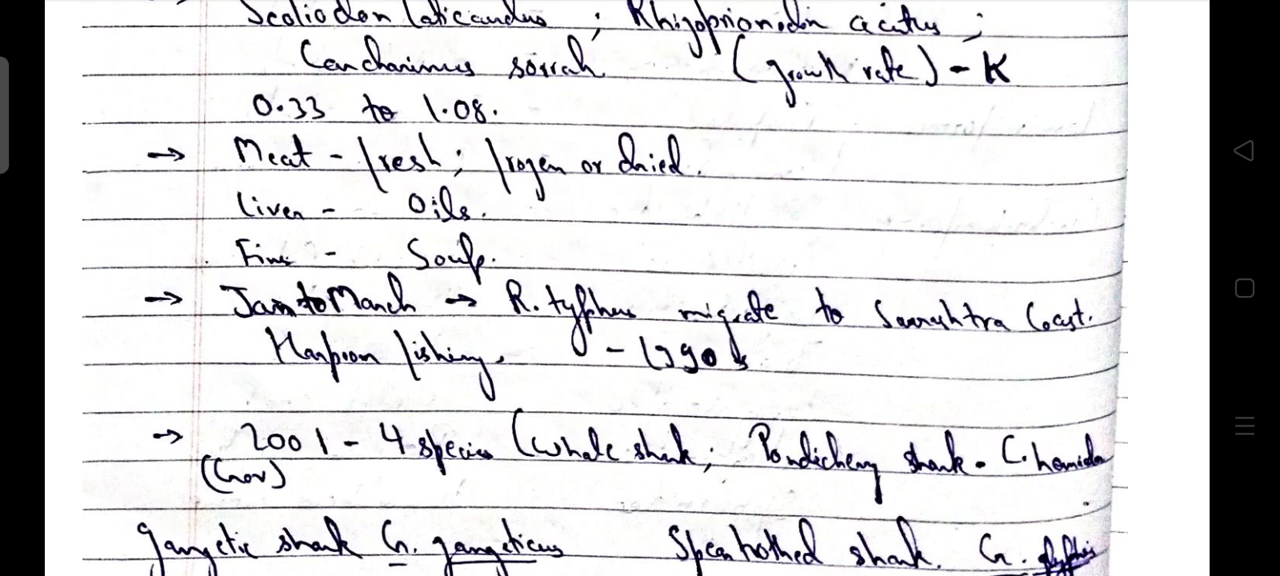 Scoliodon laticaudus ; Rhizoprionodon acutus ;
Carcharinus sorrah (growth rate) - K
0.33 to 1.08.
→ Meat - fresh ; frozen or dried.
Liver - Oils.
Fins - Soup.
→ Jan to March → R. typhus migrate to Saurashtra Coast.
Harpoon fishing. - 1990s
→ 2001 - 4 species (Whale shark ; Pondicherry shark - C. hemiodon
(Gov)
Gangetic shark G. gangeticus Speartoothed shark. G. glyphis